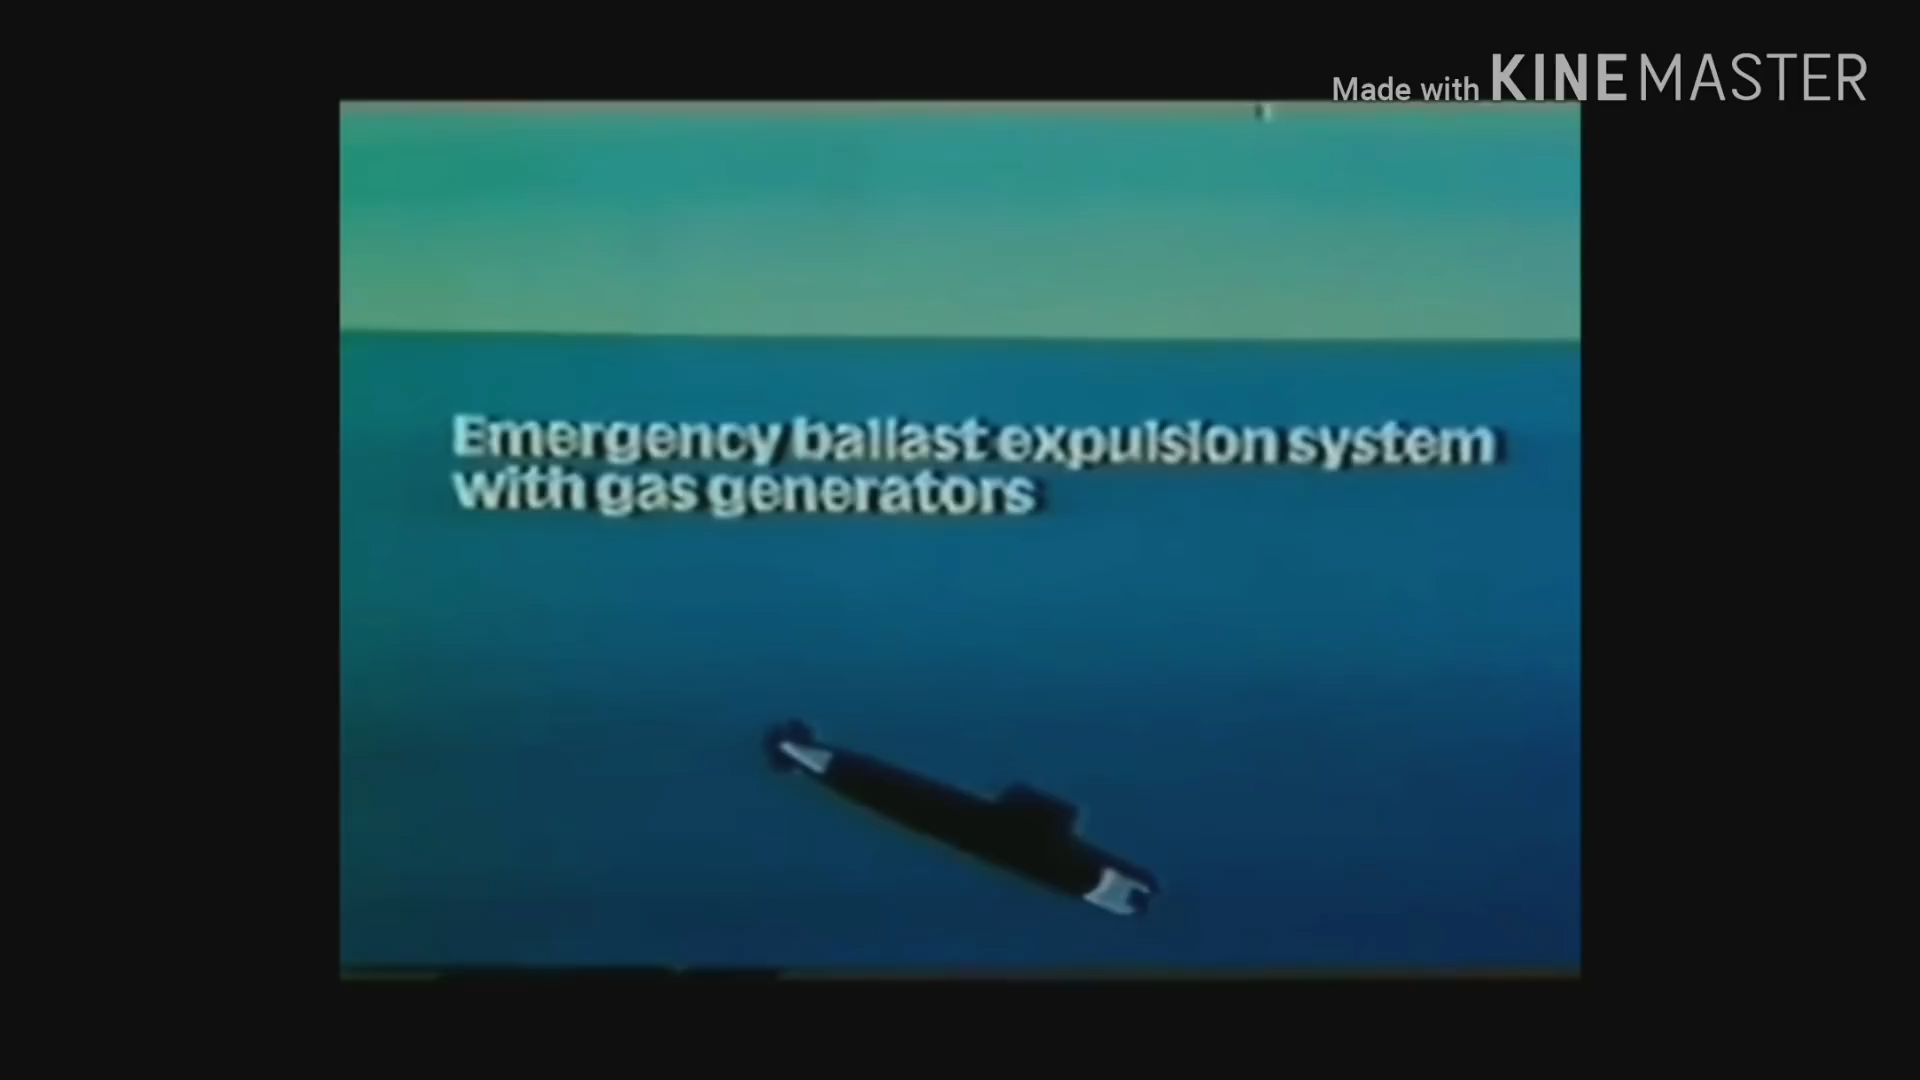 Made with KINEMASTER
Emergency ballast expulsion system
with gas generators